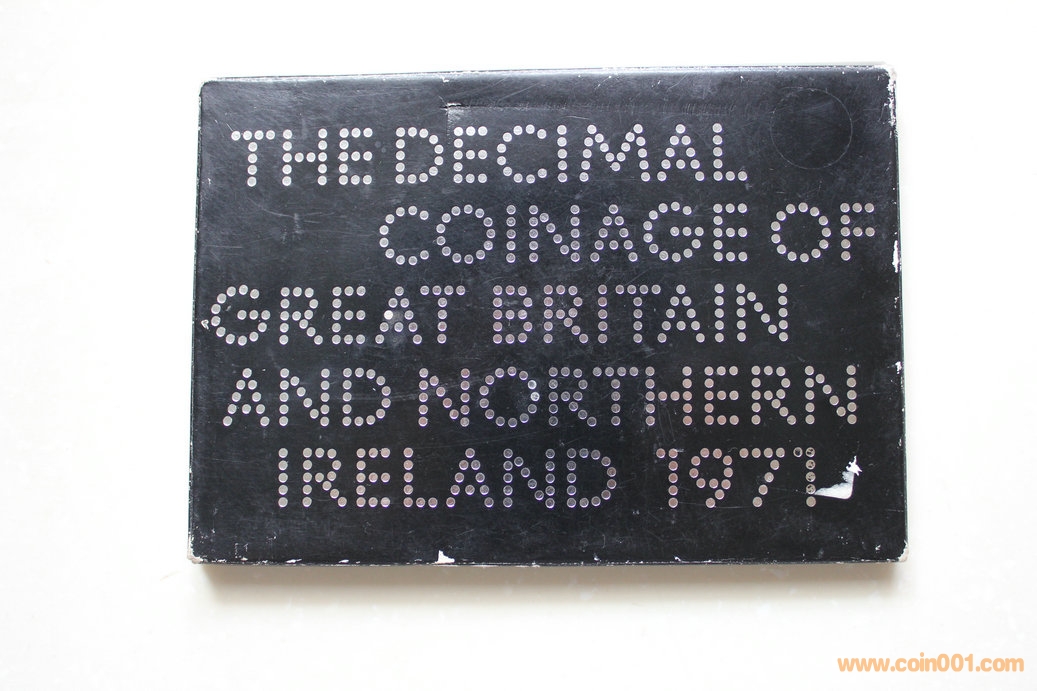 THE DECIMAL
COINAGE OF
GREAT BRITAIN
AND NORTHERN
IRELAND 1971
www.coin001.com